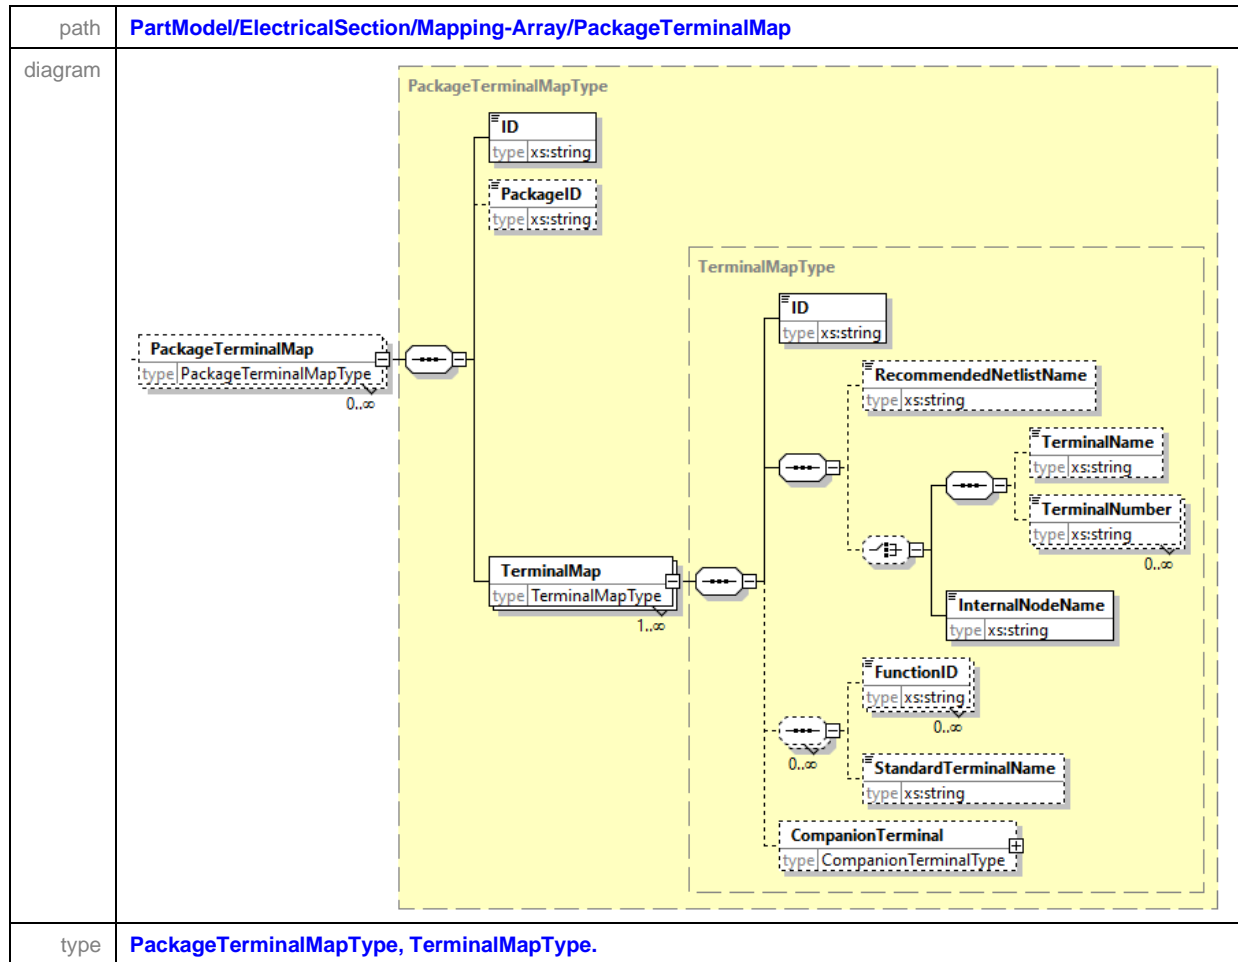 path PartModel/ElectricalSection/Mapping-Array/PackageTerminalMap
diagram
PackageTerminalMapType
ID
type xs:string
PackageID
type xs:string
TerminalMapType
ID
type xs:string
PackageTerminalMap
type PackageTerminalMapType
0..∞
RecommendedNetlistName
type xs:string
TerminalName
type xs:string
TerminalNumber
type xs:string
0..∞
TerminalMap
type TerminalMapType
1..∞
InternalNodeName
type xs:string
FunctionID
type xs:string
0..∞
0..∞
StandardTerminalName
type xs:string
CompanionTerminal
type CompanionTerminalType
type PackageTerminalMapType, TerminalMapType.